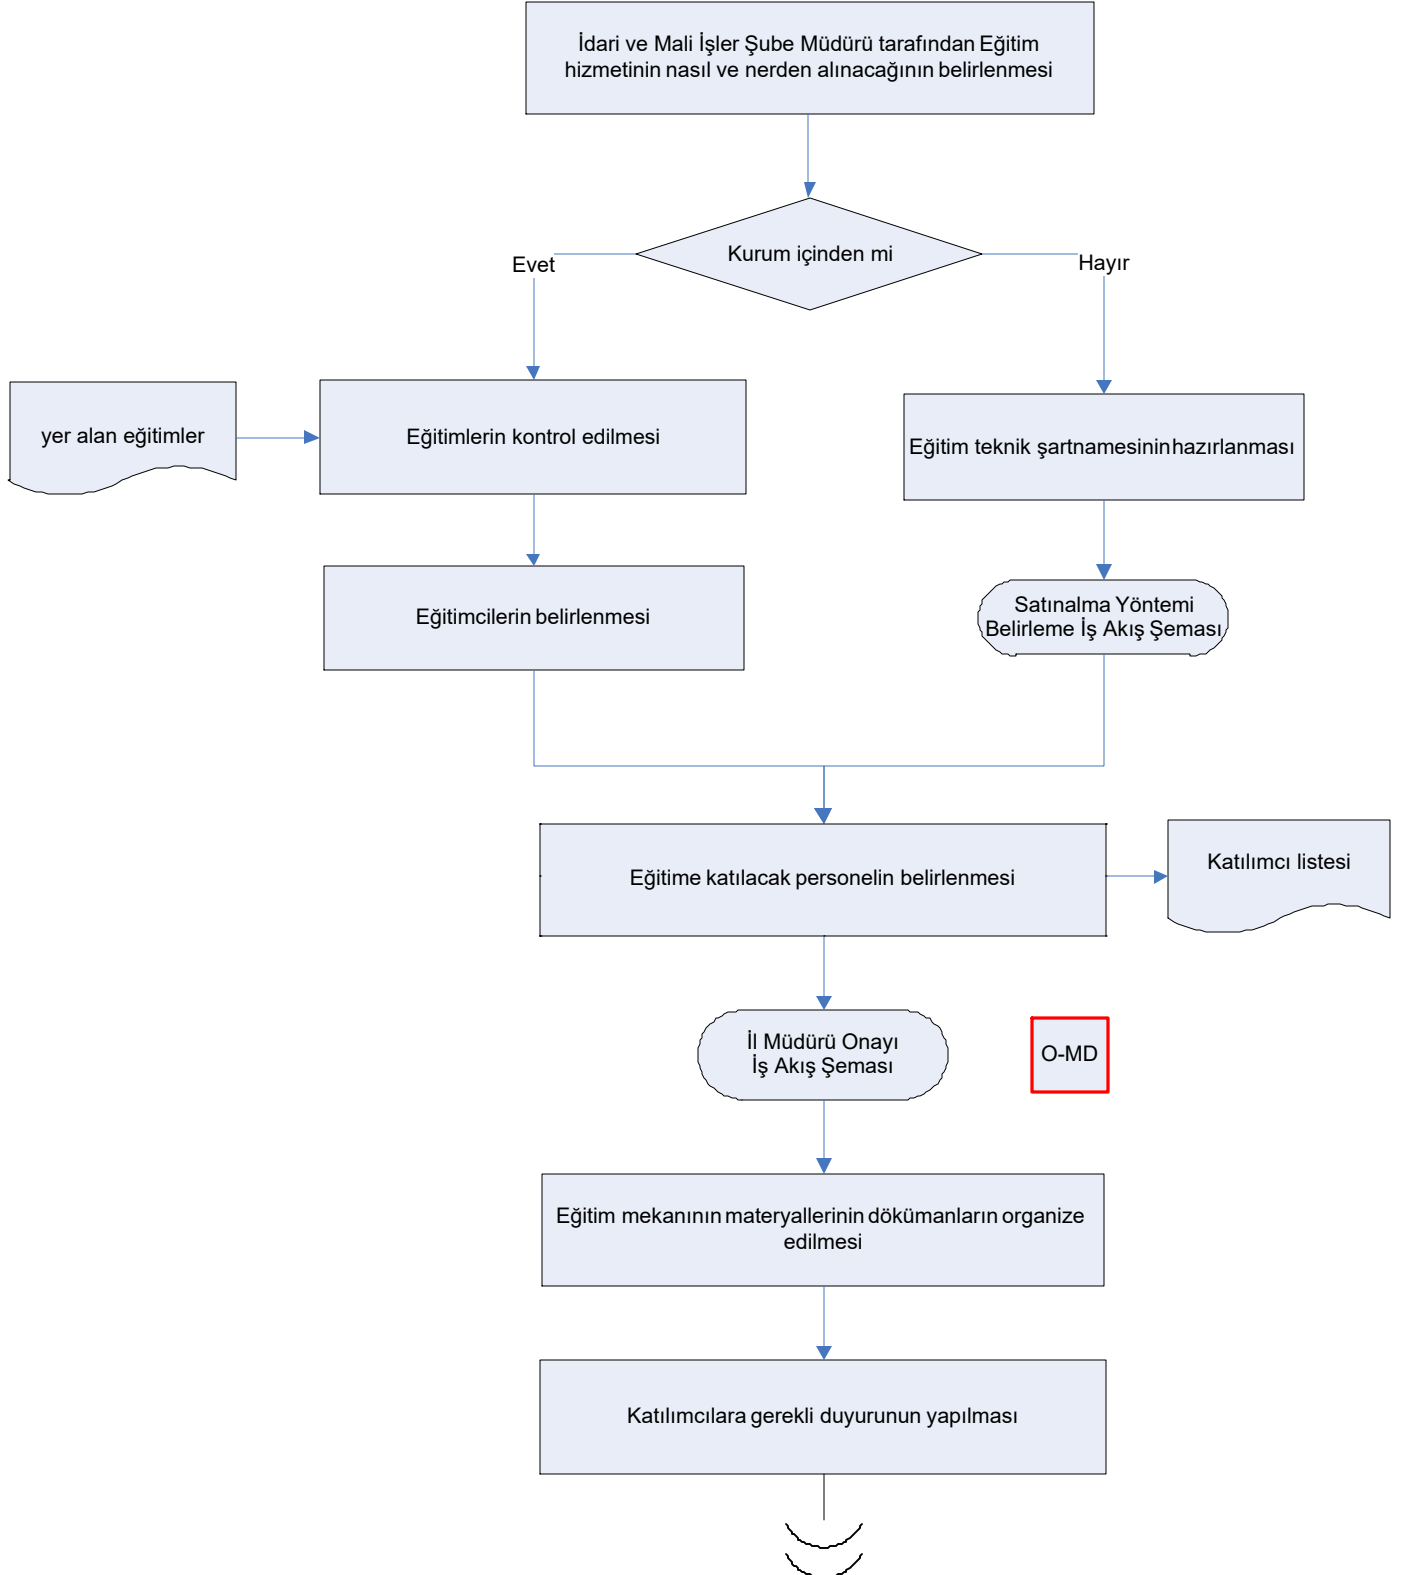 İdari ve Mali İşler Şube Müdürü tarafından Eğitim
hizmetinin nasıl ve nerden alınacağının belirlenmesi
Kurum içinden mi
Evet
Hayır
yer alan eğitimler
Eğitimlerin kontrol edilmesi
Eğitim teknik şartnamesinin hazırlanması
Eğitimcilerin belirlenmesi
Satınalma Yöntemi
Belirleme İş Akış Şeması
Eğitime katılacak personelin belirlenmesi
Katılımcı listesi
İl Müdürü Onayı
İş Akış Şeması
O-MD
Eğitim mekanının materyallerinin dökümanların organize
edilmesi
Katılımcılara gerekli duyurunun yapılması